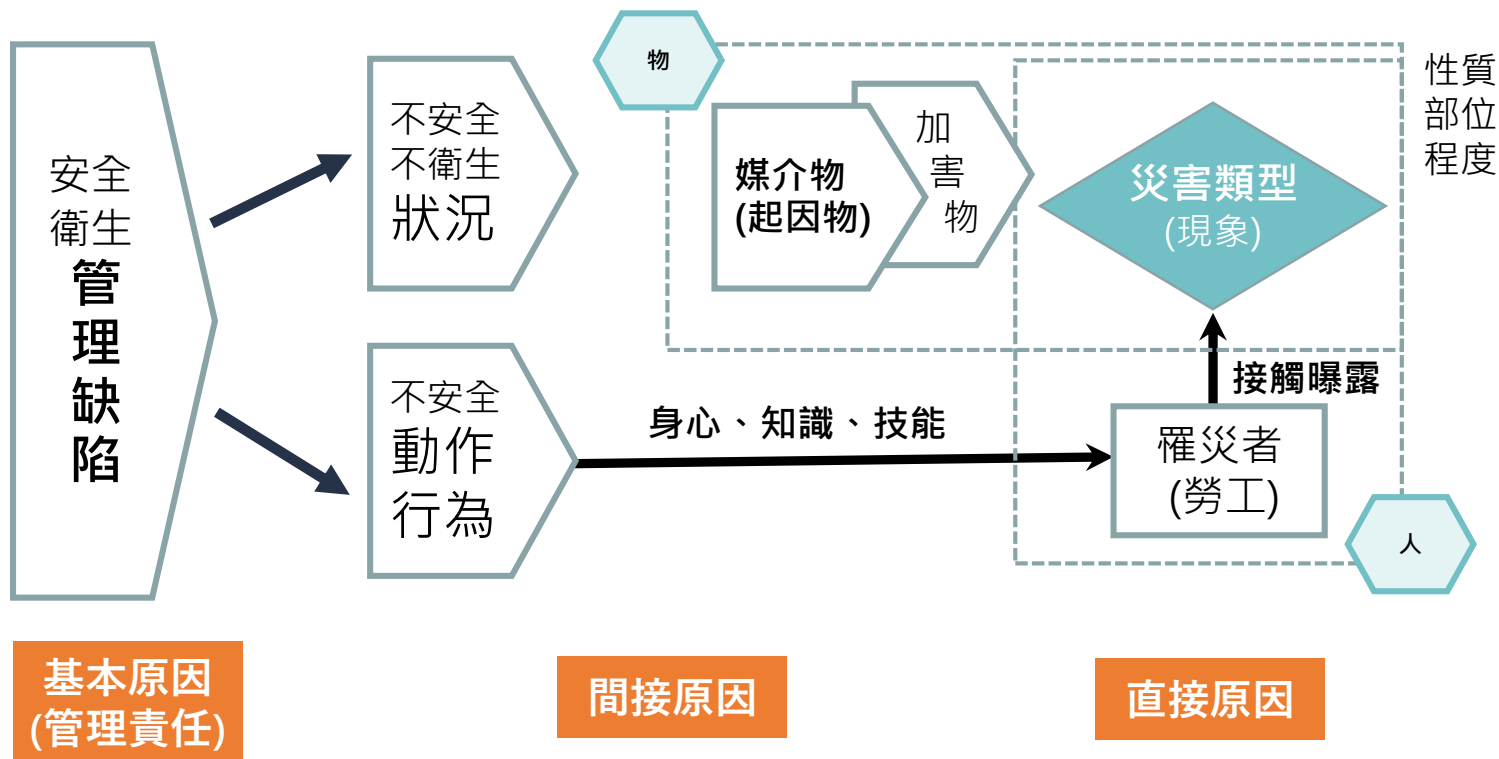 安全
衛生
管
理
缺
陷
不安全
不衛生
狀況
不安全
動作
行為
物
媒介物
(起因物)
加
害
物
災害類型
(現象)
性質
部位
程度
身心、知識、技能
接觸曝露
罹災者
(勞工)
人
基本原因
(管理責任)
間接原因
直接原因